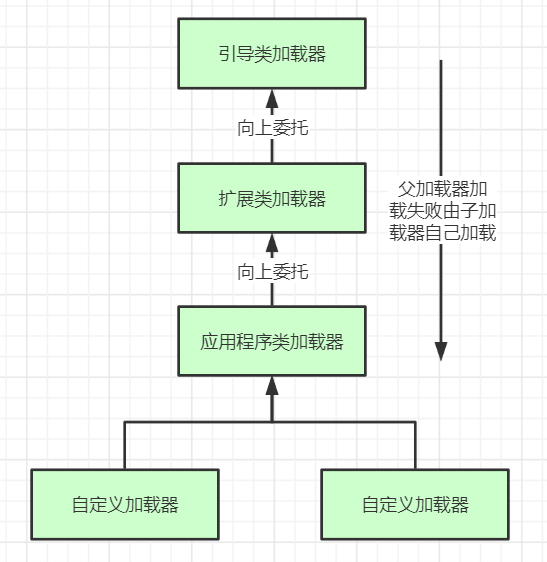 引导类加载器
向上委托
扩展类加载器
父加载器加
载失败由子加
载器自己加载
向上委托
应用程序类加载器
自定义加载器
自定义加载器